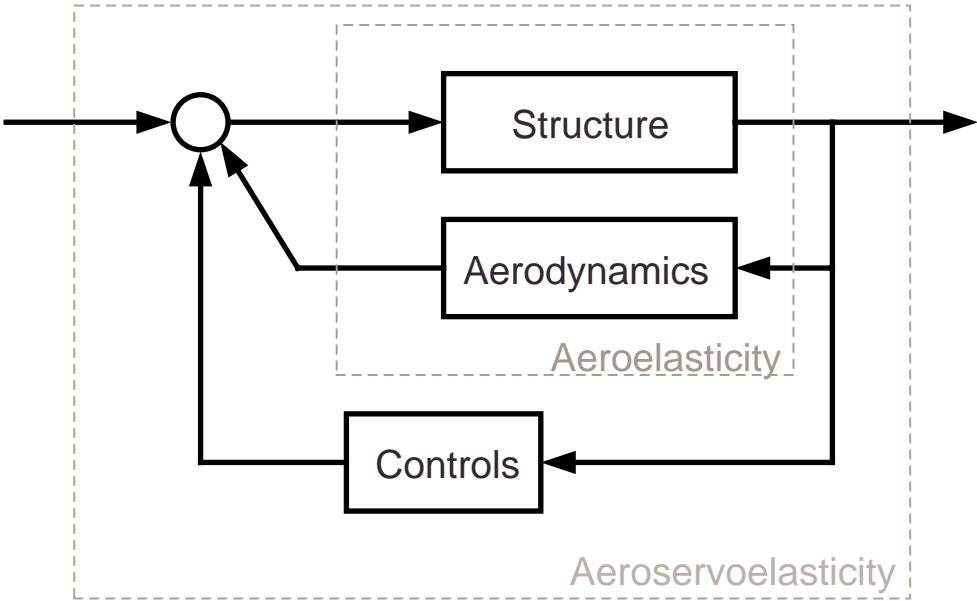 Structure
Aerodynamics
Aeroelasticity
Controls
Aeroservoelasticity